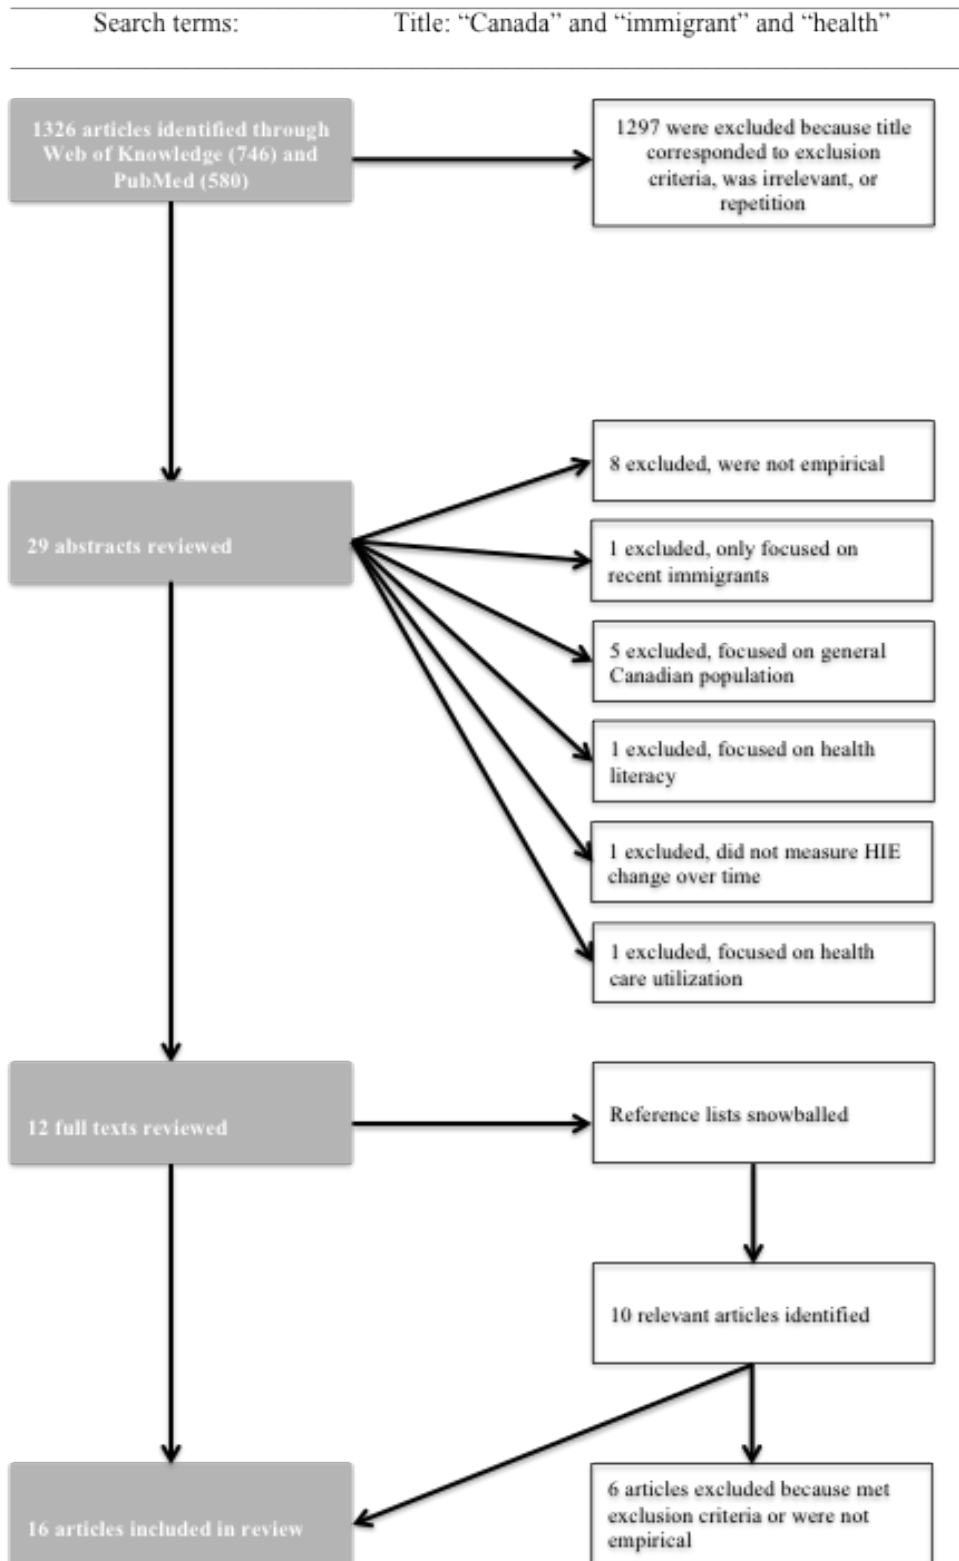 Search terms: Title: “Canada” and “immigrant” and “health”
1326 articles identified through
Web of Knowledge (746) and
PubMed (580)
1297 were excluded because title
corresponded to exclusion
criteria, was irrelevant, or
repetition
29 abstracts reviewed
8 excluded, were not empirical
1 excluded, only focused on
recent immigrants
5 excluded, focused on general
Canadian population
1 excluded, focused on health
literacy
1 excluded, did not measure HIE
change over time
1 excluded, focused on health
care utilization
12 full texts reviewed
Reference lists snowballed
10 relevant articles identified
16 articles included in review
6 articles excluded because met
exclusion criteria or were not
empirical